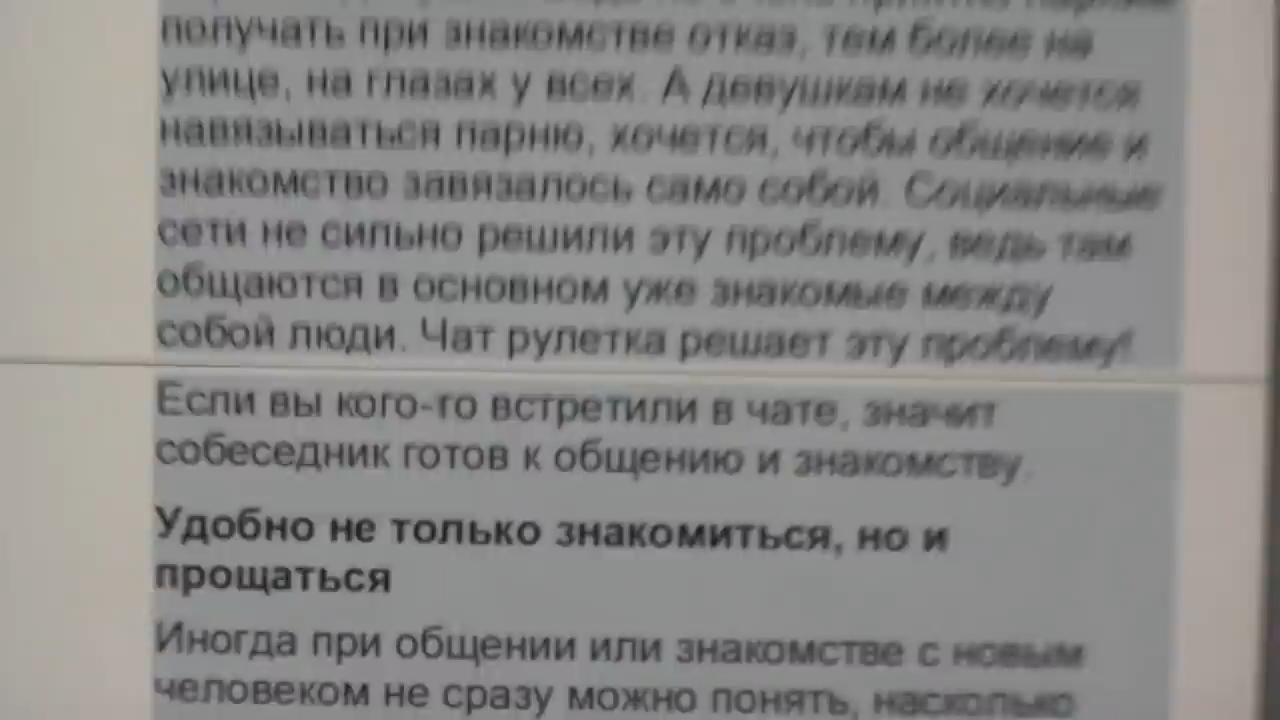 получать при знакомстве отказ, тем более на
улице, на глазах у всех. А девушкам не хочется
навязываться парню, хочется, чтобы общение и
знакомство завязалось само собой. Социальные
сети не сильно решили эту проблему, ведь там
общаются в основном уже знакомые между
собой люди. Чат рулетка решает эту проблему!
Если вы кого-то встретили в чате, значит
собеседник готов к общению и знакомству.
Удобно не только знакомиться, но и
прощаться
Иногда при общении или знакомстве с новым
человеком не сразу можно понять, насколько